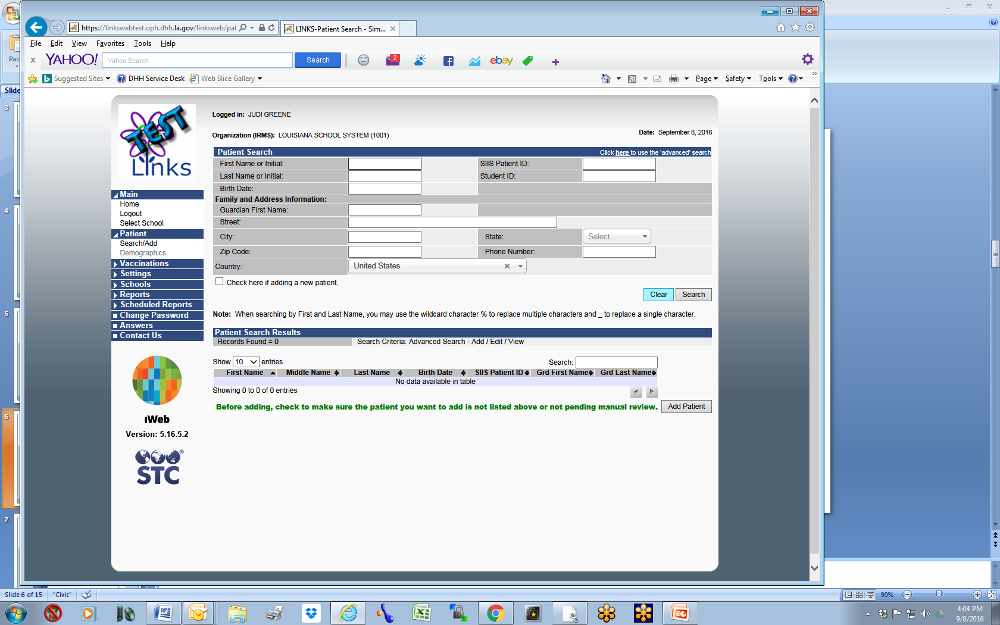 https://linkswebtest.oph.dhh.la.gov/linksweb/pat
LINKS-Patient Search - Sim...
File Edit View Favorites Tools Help
YAHOO!
Yahoo Search
Search
2
ebay
Suggested Sites
DHH Service Desk
Web Slice Gallery
Page
Safety
Tools
TEST
Links
Logged in: JUDI GREENE
Organization (IRMS): LOUISIANA SCHOOL SYSTEM (1001)
Date: September 8, 2016
Patient Search
Click here to use the 'advanced' search
First Name or Initial:
SIIS Patient ID:
Last Name or Initial:
Student ID:
Birth Date:
Family and Address Information:
Guardian First Name:
Street:
City:
State:
Select...
Zip Code:
Phone Number:
Country:
United States
Check here if adding a new patient.
Clear
Search
Note: When searching by First and Last Name, you may use the wildcard character % to replace multiple characters and _ to replace a single character.
Patient Search Results
Records Found = 0
Search Criteria: Advanced Search - Add / Edit / View
Show 10 entries
Search:
First Name Middle Name Last Name Birth Date SIIS Patient ID Grd First Name Grd Last Name
No data available in table
Showing 0 to 0 of 0 entries
Before adding, check to make sure the patient you want to add is not listed above or not pending manual review.
Add Patient
Main
Home
Logout
Select School
Patient
Search/Add
Demographics
Vaccinations
Settings
Schools
Reports
Scheduled Reports
Change Password
Answers
Contact Us
iWeb
Version: 5.16.5.2
STC
Slide
3
4
5
6
7
Slide 6 of 15
"Civic"
90%
4:04 PM
9/8/2016